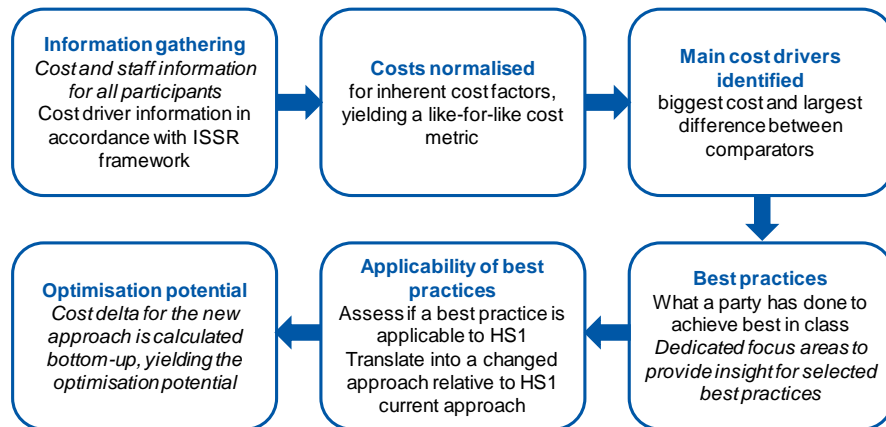 Information gathering
Cost and staff information
for all participants
Cost driver information in
accordance with ISSR
framework
Costs normalised
for inherent cost factors,
yielding a like-for-like cost
metric
Main cost drivers
identified
biggest cost and largest
difference between
comparators
Best practices
What a party has done to
achieve best in class
Dedicated focus areas to
provide insight for selected
best practices
Applicability of best
practices
Assess if a best practice is
applicable to HS1
Translate into a changed
approach relative to HS1
current approach
Optimisation potential
Cost delta for the new
approach is calculated
bottom-up, yielding the
optimisation potential